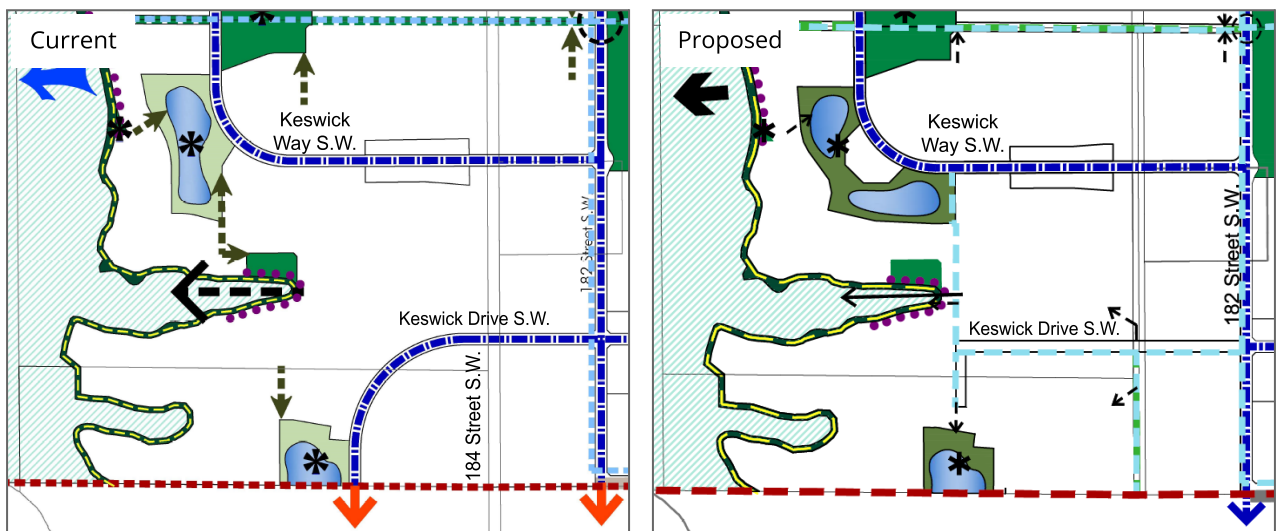 Current
Keswick
Way S.W.
182 Street S.W.
Keswick Drive S.W.
184 Street S.W.
Proposed
Keswick
Way S.W.
182 Street S.W.
Keswick Drive S.W.